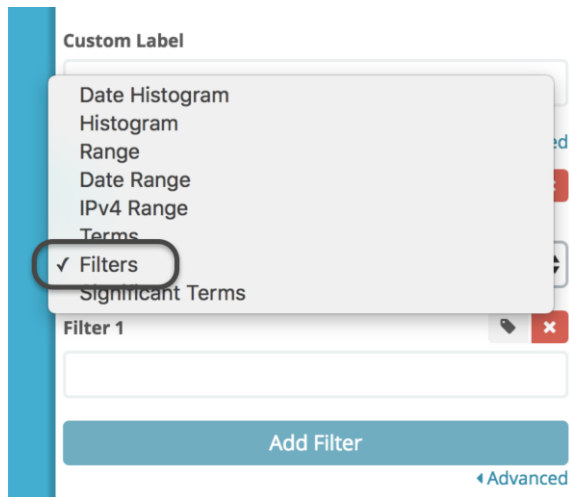 Custom Label
Date Histogram
Histogram
Range
Date Range
IPv4 Range
Terms
✓ Filters
Significant Terms
Filter 1
Add Filter
Advanced